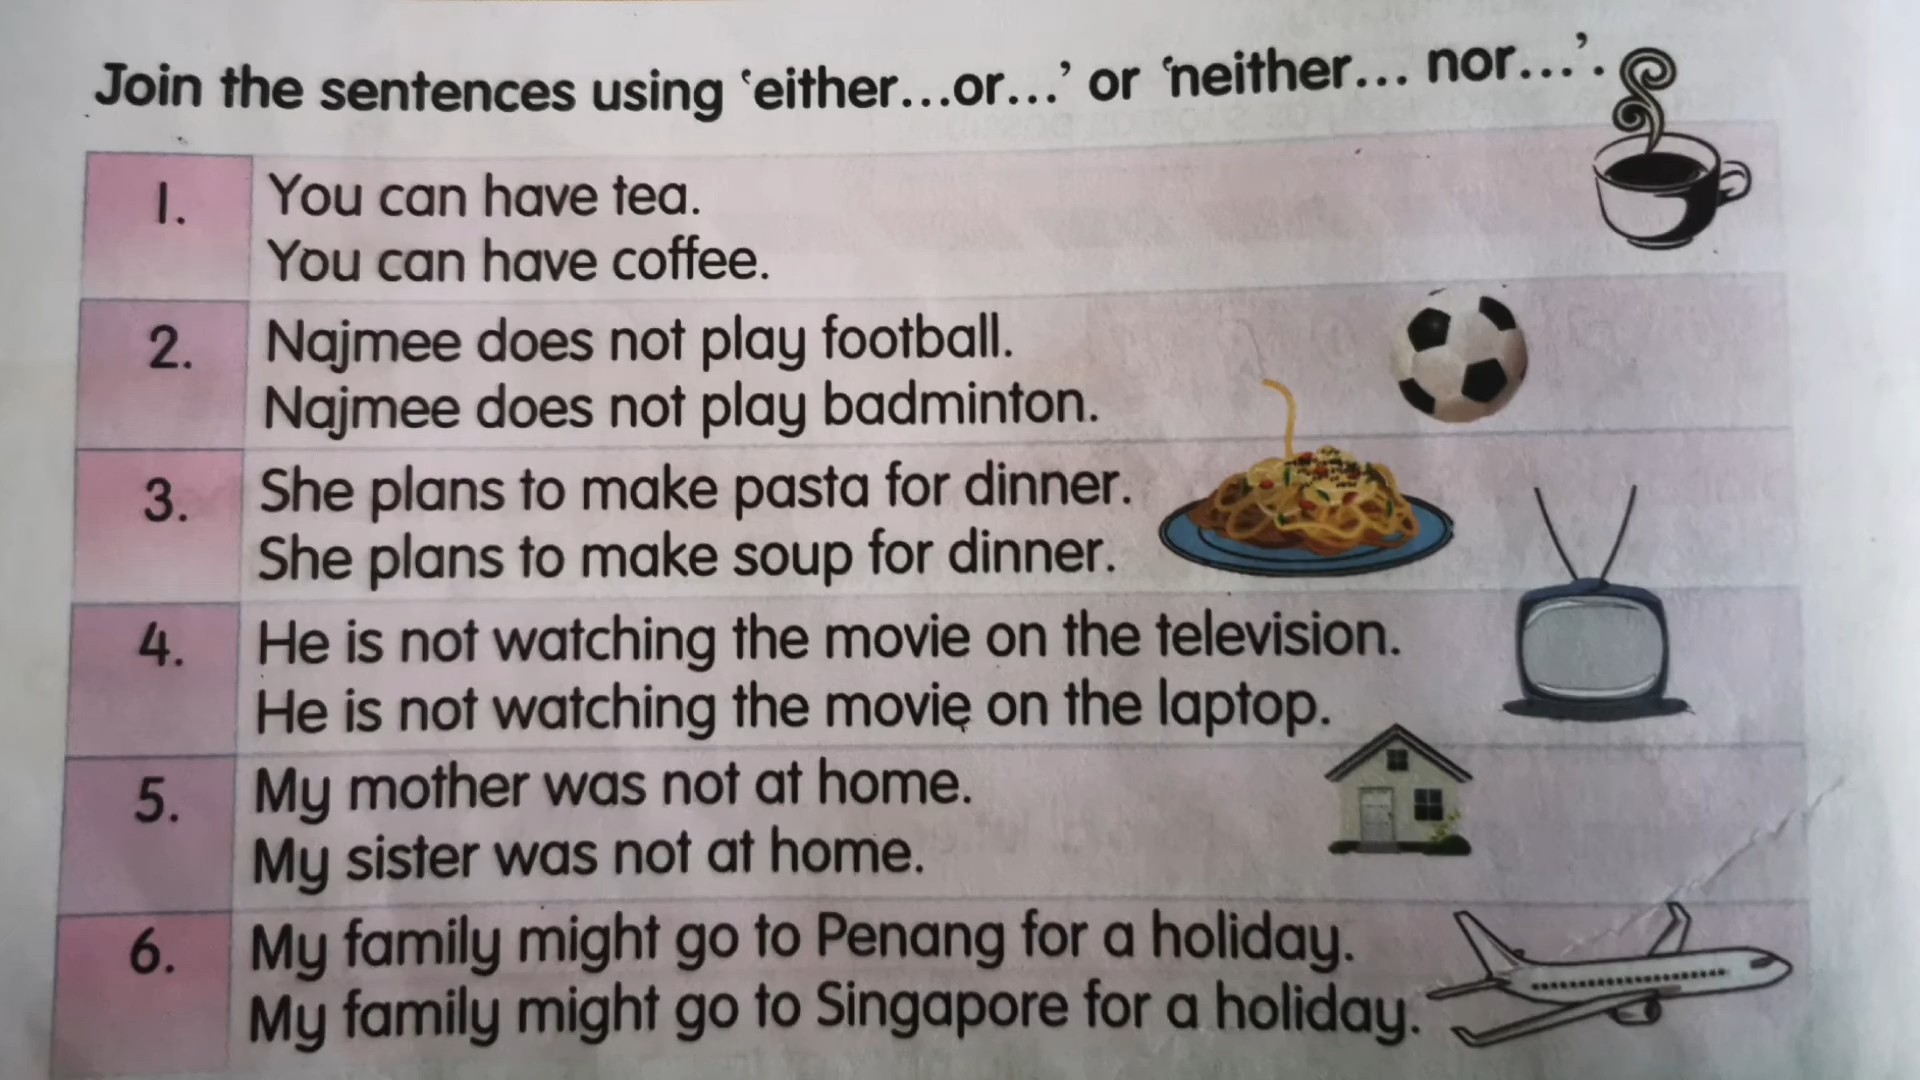 Join the sentences using ‘either...or...’ or ‘neither... nor...’.
1. You can have tea.
You can have coffee.
2. Najmee does not play football.
Najmee does not play badminton.
3. She plans to make pasta for dinner.
She plans to make soup for dinner.
4. He is not watching the movie on the television.
He is not watching the movie on the laptop.
5. My mother was not at home.
My sister was not at home.
6. My family might go to Penang for a holiday.
My family might go to Singapore for a holiday.